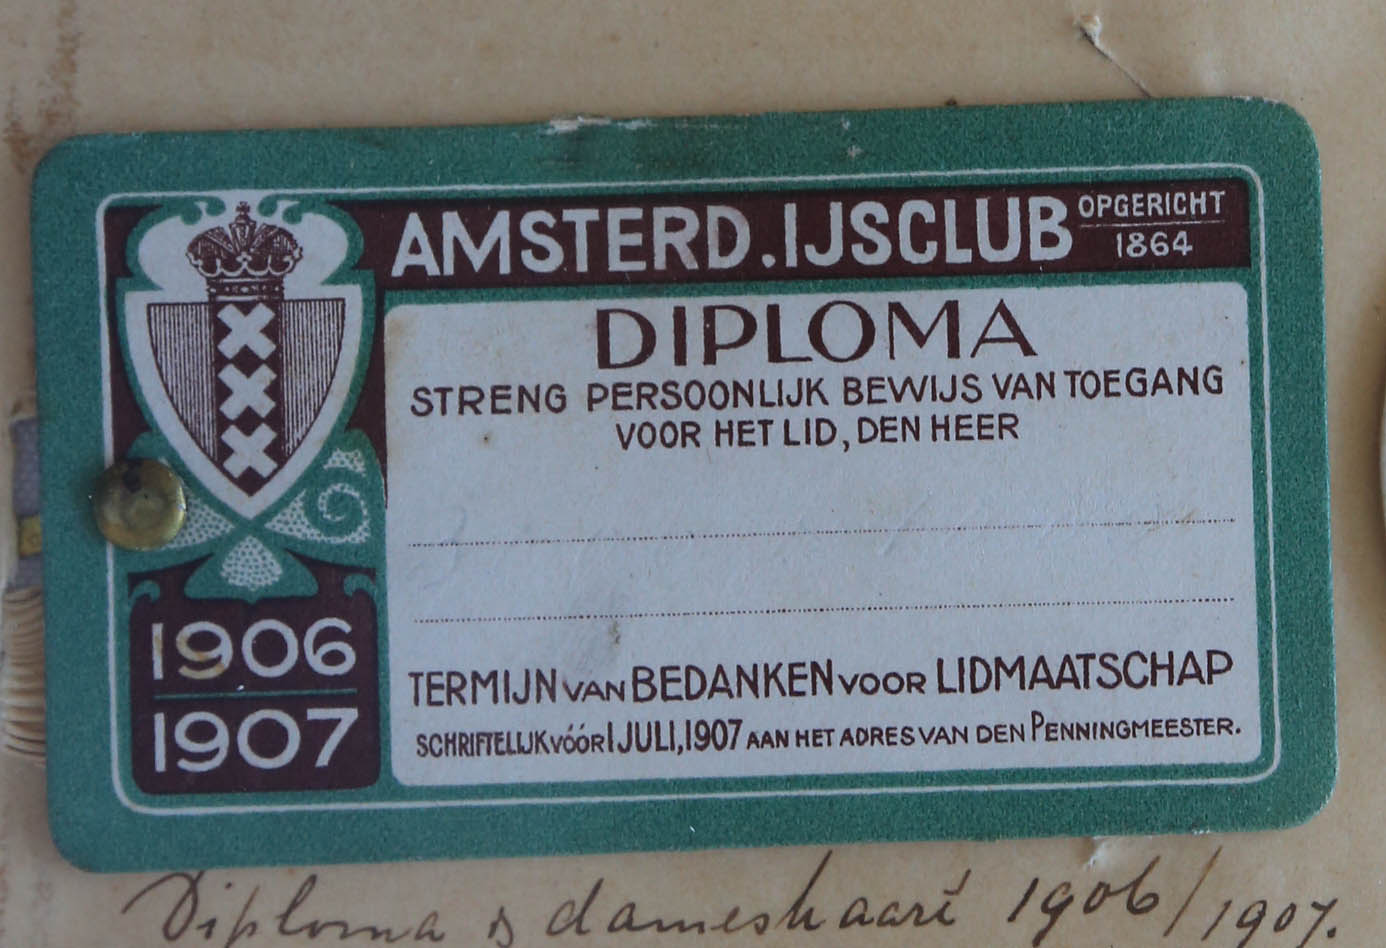 AMSTERD.IJSCLUB
OPGERICHT
1864
DIPLOMA
STRENG PERSOONLIJK BEWIJS VAN TOEGANG
VOOR HET LID, DEN HEER
TERMIJN VAN BEDANKEN VOOR LIDMAATSCHAP
SCHRIFTELIJK VÓÓR 1 JULI, 1907 AAN HET ADRES VAN DEN PENNINGMEESTER.
1906
1907
Diploma & dameskaart 1906/1907.